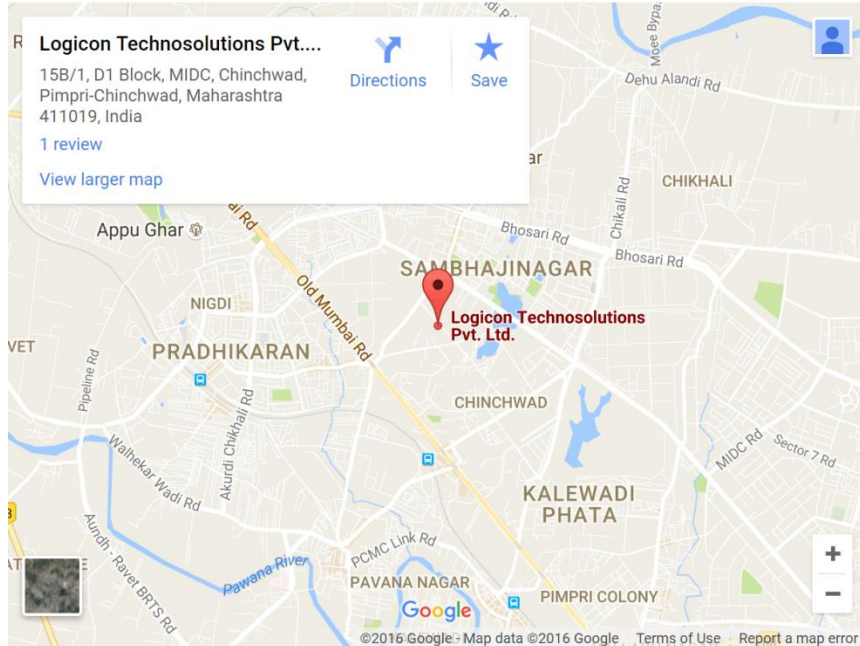 Logicon Technosolutions Pvt....
15B/1, D1 Block, MIDC, Chinchwad,
Pimpri-Chinchwad, Maharashtra
411019, India
1 review
View larger map
Directions
Save
Moee Bypa.
Dehu Alandi Rd
CHIKHALI
Chikali Rd
Appu Ghar
Bhosari Rd
Bhosari Rd
SAMBHAJINAGAR
Old Mumbai Rd
NIGDI
Logicon Technosolutions
Pvt. Ltd.
PRADHIKARAN
Pipeline Rd
CHINCHWAD
Akurdi Chikhali Rd
Walhekar Wadi Rd
MIDC Rd
Sector 7 Rd
KALEWADI
PHATA
Aundh - Ravet BRTS Rd
PCMC Link Rd
Pawana River
PAVANA NAGAR
PIMPRI COLONY
+
−
Google
©2016 Google - Map data ©2016 Google
Terms of Use
Report a map error